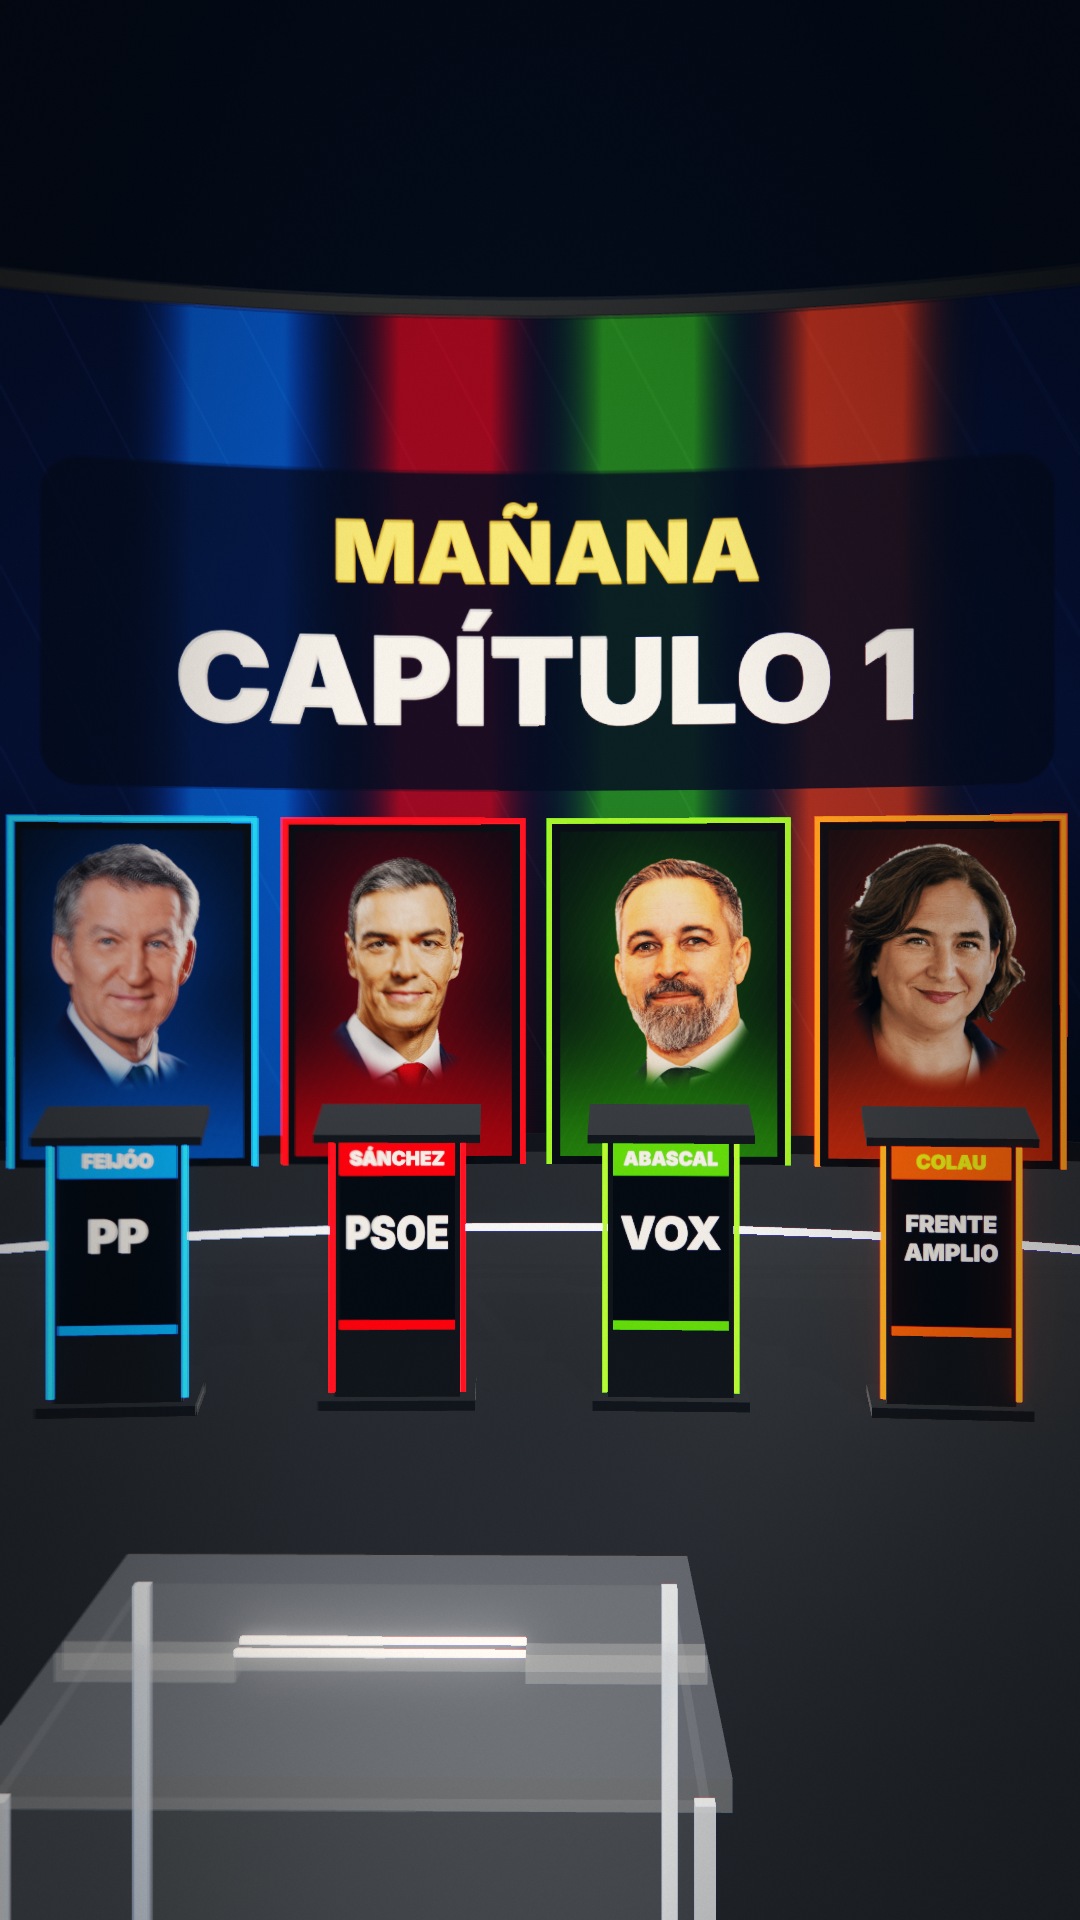 MAÑANA
CAPÍTULO 1
FEIJÓO
SÁNCHEZ
ABASCAL
COLAU
PP
PSOE
VOX
FRENTE
AMPLIO